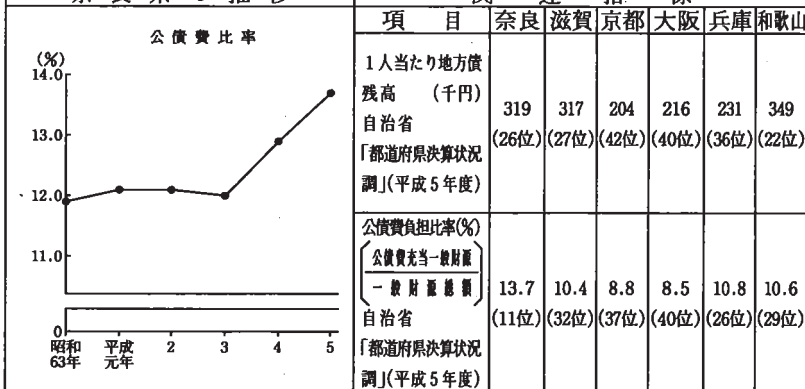 公債費比率
(%)
14.0
13.0
12.0
11.0
0
昭和 平成 2 3 4 5
63年 元年
項 目 奈良 滋賀 京都 大阪 兵庫 和歌山
1人当たり地方債
残高 (千円)
319 317 204 216 231 349
自治省
(26位) (27位) (42位) (40位) (36位) (22位)
「都道府県決算状況
調」(平成5年度)
公債費負担比率(%)
公債費充当一般財源
一般財源総額
13.7 10.4 8.8 8.5 10.8 10.6
自治省
(11位) (32位) (37位) (40位) (26位) (29位)
「都道府県決算状況
調」(平成5年度)